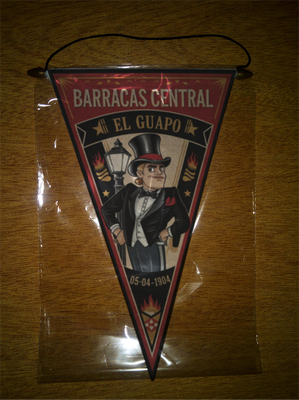 BARRACAS CENTRAL
EL GUAPO
05-04-1904